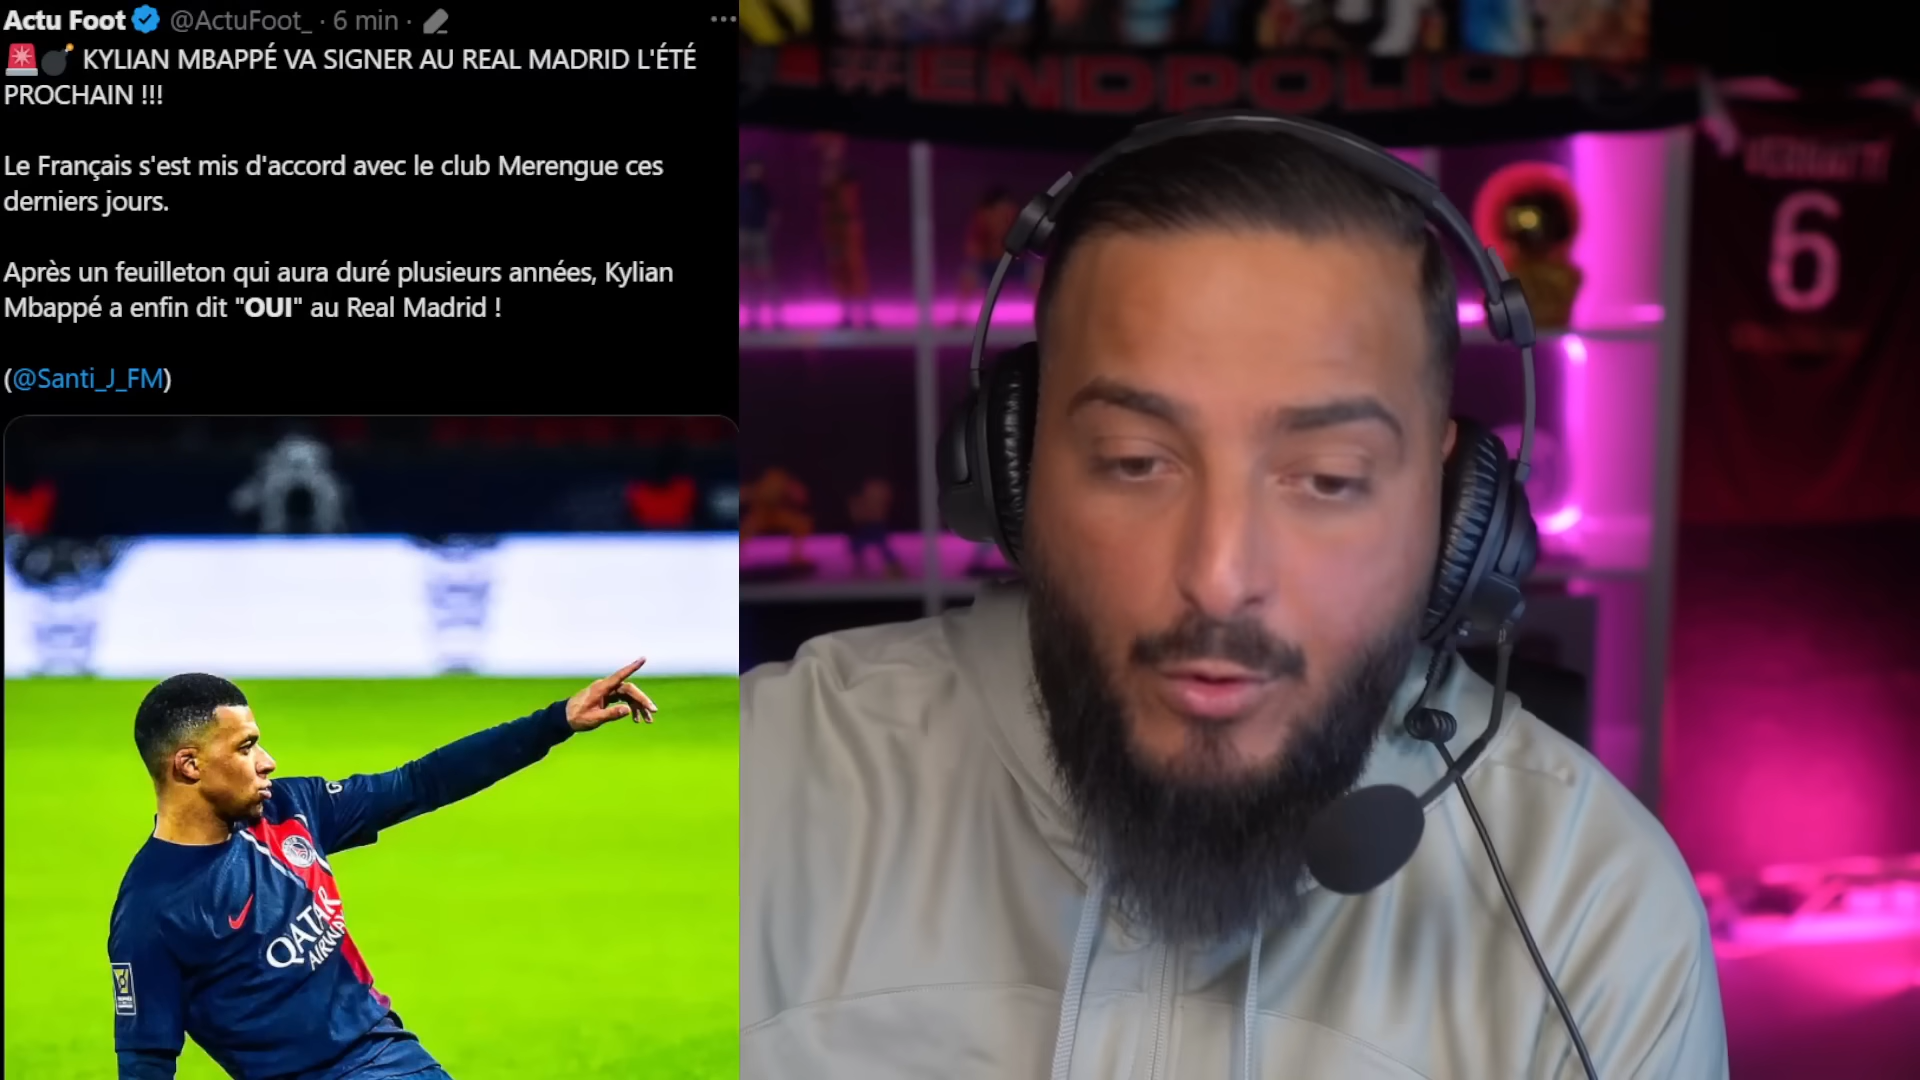 Actu Foot @ActuFoot_ · 6 min ·
🚨💣 KYLIAN MBAPPÉ VA SIGNER AU REAL MADRID L'ÉTÉ
PROCHAIN !!!
Le Français s'est mis d'accord avec le club Merengue ces
derniers jours.
Après un feuilleton qui aura duré plusieurs années, Kylian
Mbappé a enfin dit "OUI" au Real Madrid !
(@Santi_J_FM)
QATAR
AIRWAYS
#ENDPOLIO
6